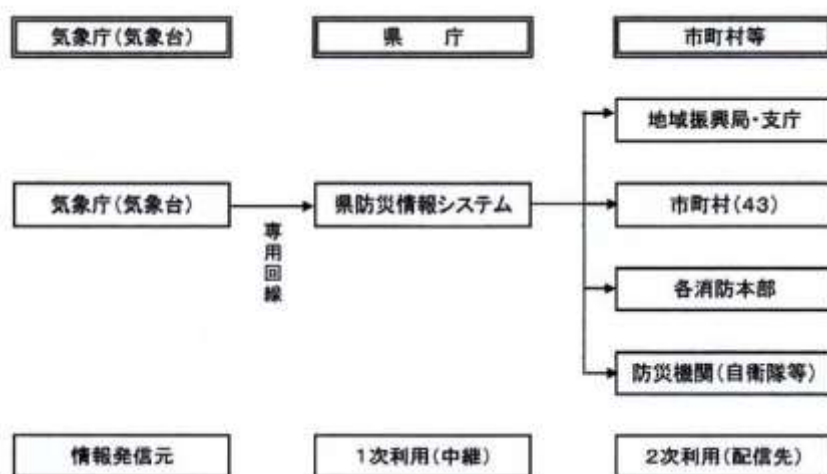 気象庁(気象台)
県　庁
市町村等
地域振興局・支庁
気象庁(気象台)
県防災情報システム
市町村(43)
専用回線
各消防本部
防災機関(自衛隊等)
情報発信元
1次利用(中継)
2次利用(配信先)